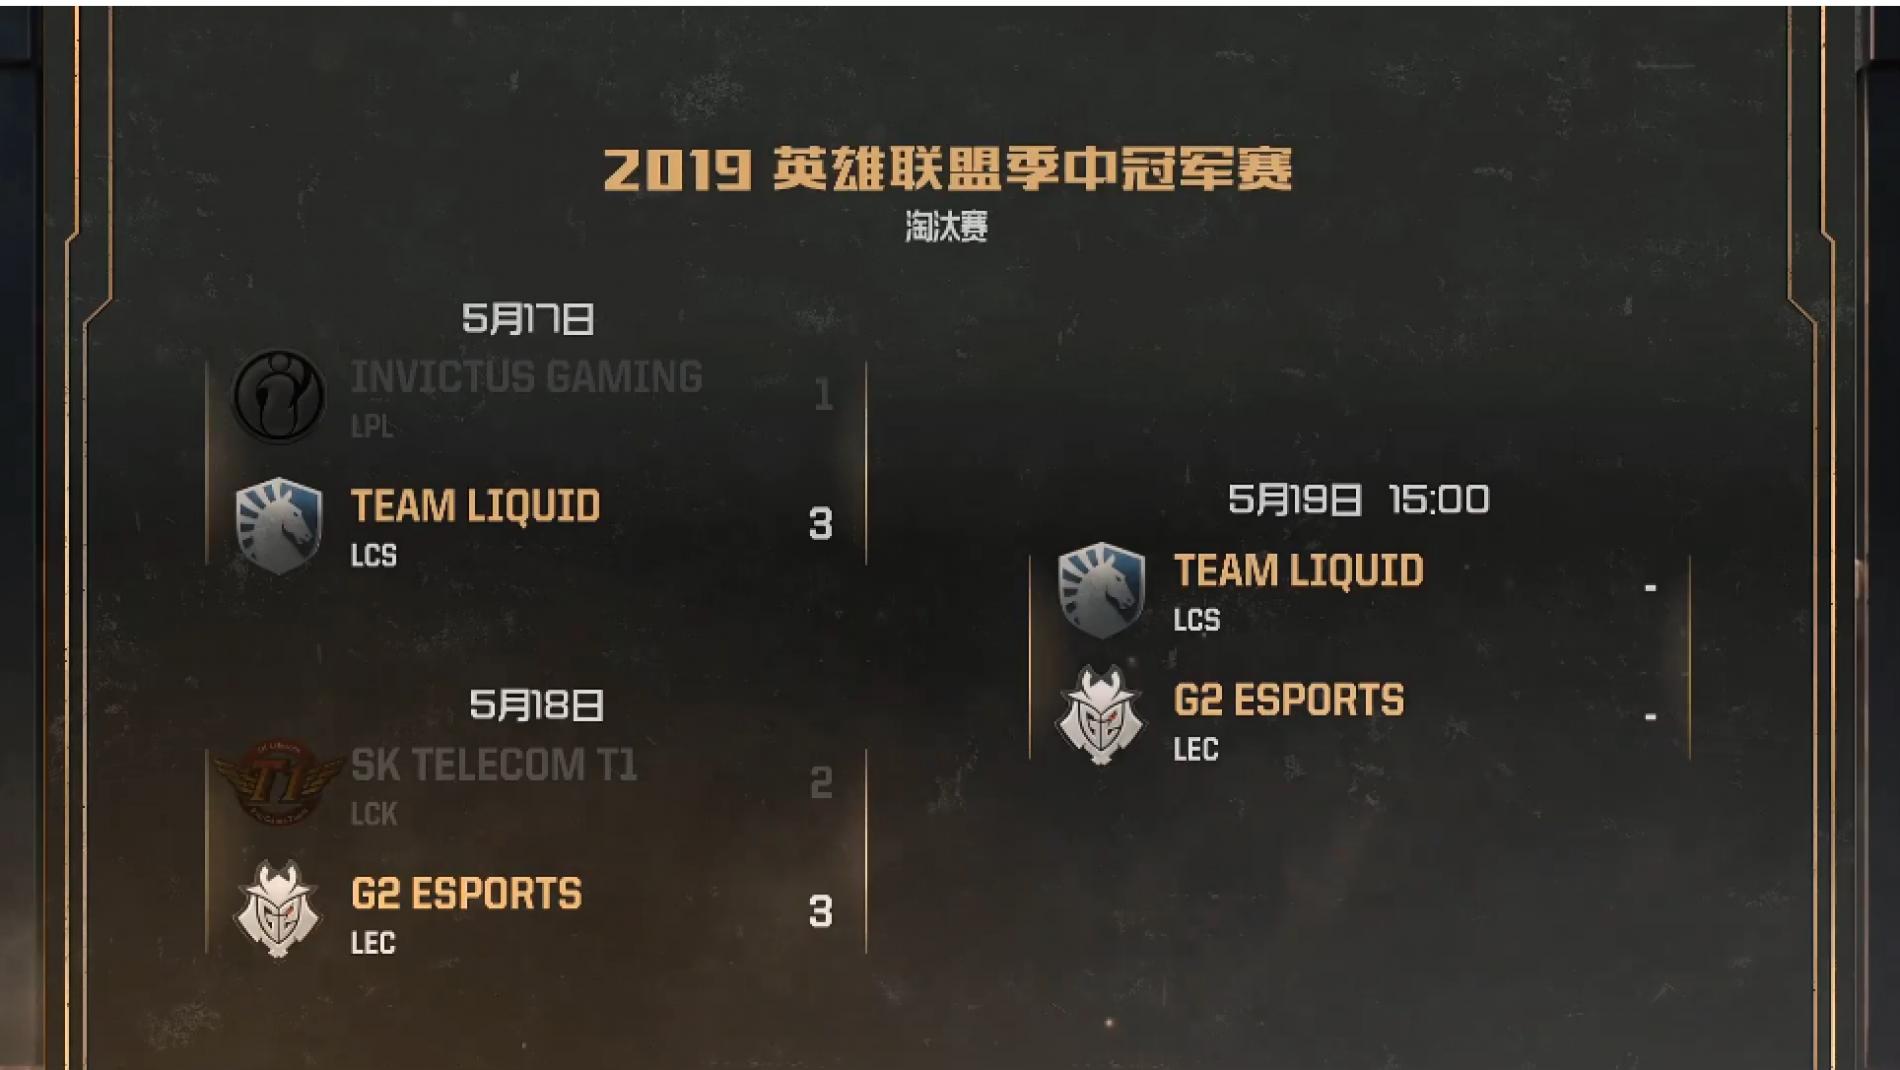 2019 英雄联盟季中冠军赛
淘汰赛
5月17日
INVICTUS GAMING 1
LPL
TEAM LIQUID 3
LCS
5月18日
SK TELECOM T1 2
LCK
G2 ESPORTS 3
LEC
5月19日 15:00
TEAM LIQUID -
LCS
G2 ESPORTS -
LEC